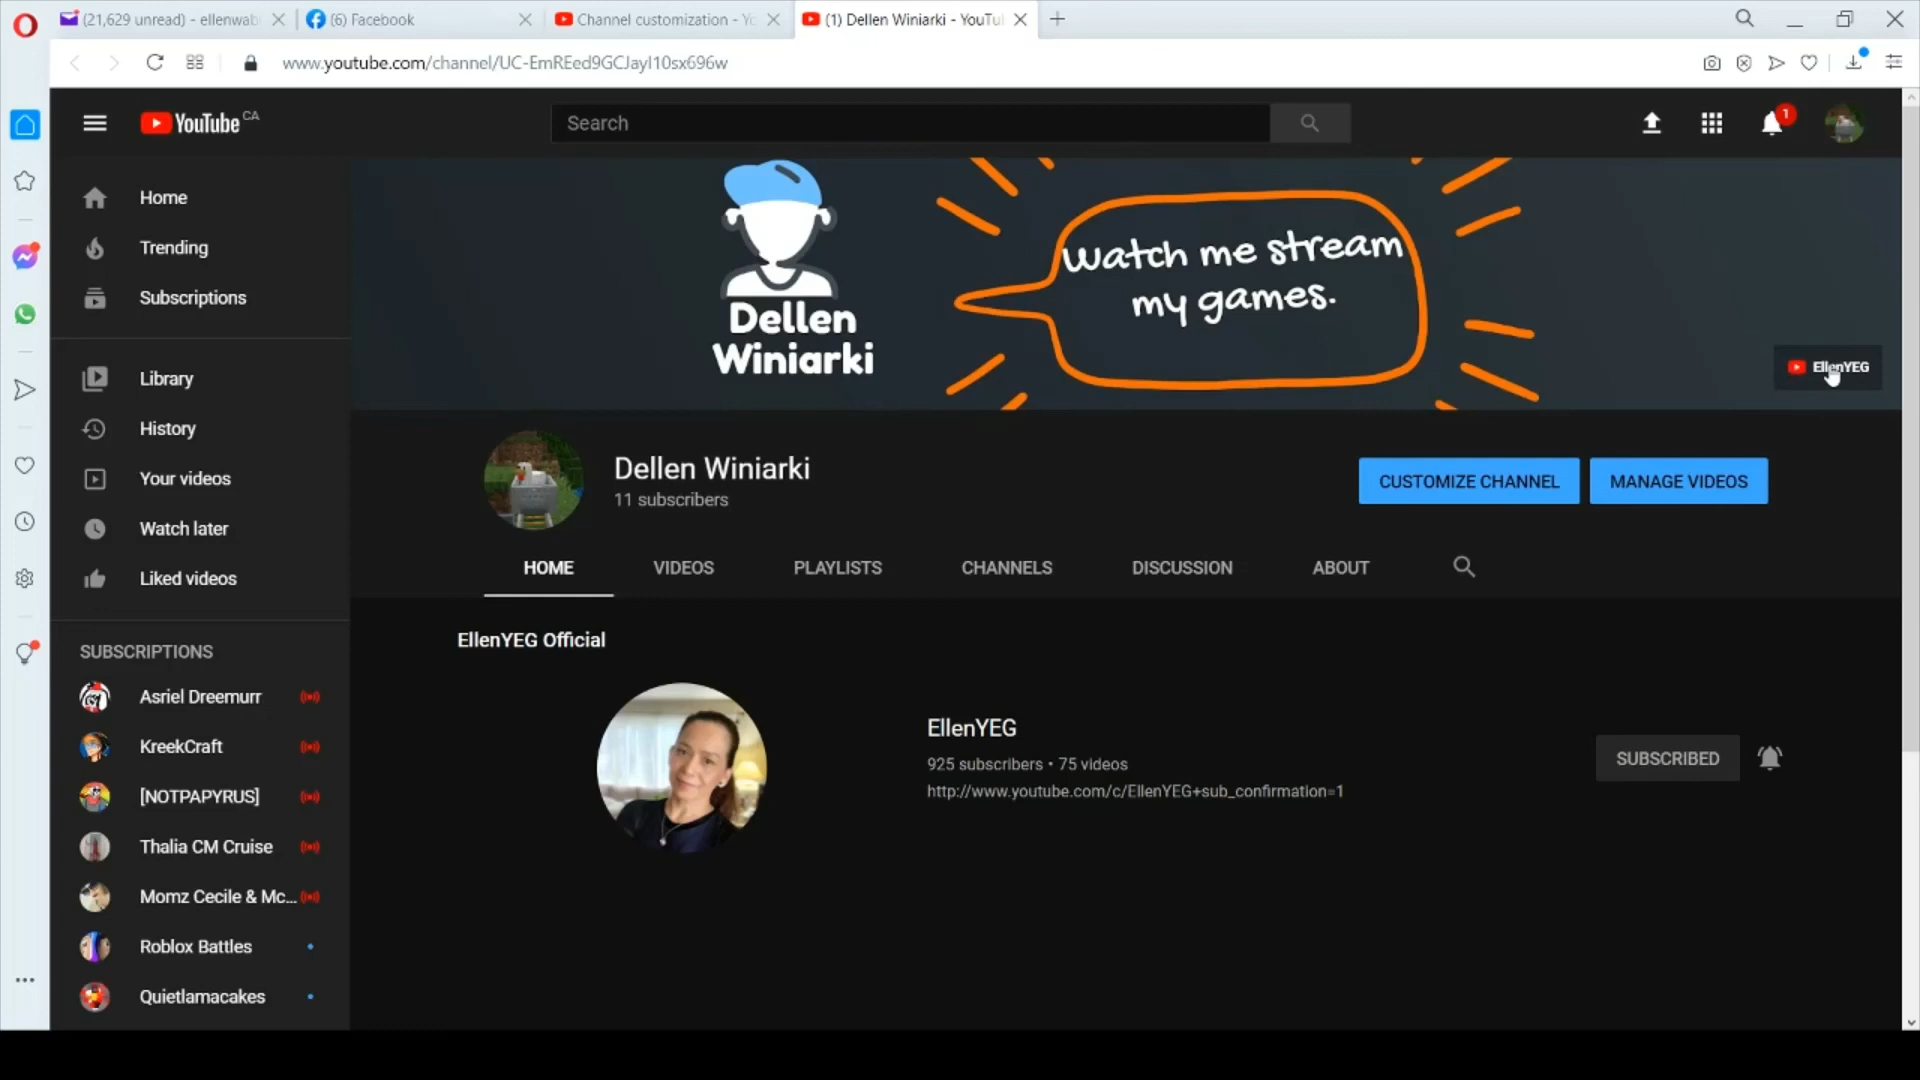 (21,629 unread) - ellenwab
(6) Facebook
Channel customization - Yo
(1) Dellen Winiarki - YouTu
www.youtube.com/channel/UC-EmREed9GCJayI10sx696w
YouTube CA
Search
1
Home
Trending
Subscriptions
Library
History
Your videos
Watch later
Liked videos
SUBSCRIPTIONS
Asriel Dreemurr
KreekCraft
[NOTPAPYRUS]
Thalia CM Cruise
Momz Cecile & Mc...
Roblox Battles
Quietlamacakes
Dellen
Winiarki
Watch me stream
my games.
EllenYEG
Dellen Winiarki
11 subscribers
CUSTOMIZE CHANNEL
MANAGE VIDEOS
HOME VIDEOS PLAYLISTS CHANNELS DISCUSSION ABOUT
EllenYEG Official
EllenYEG
925 subscribers • 75 videos
http://www.youtube.com/c/EllenYEG+sub_confirmation=1
SUBSCRIBED